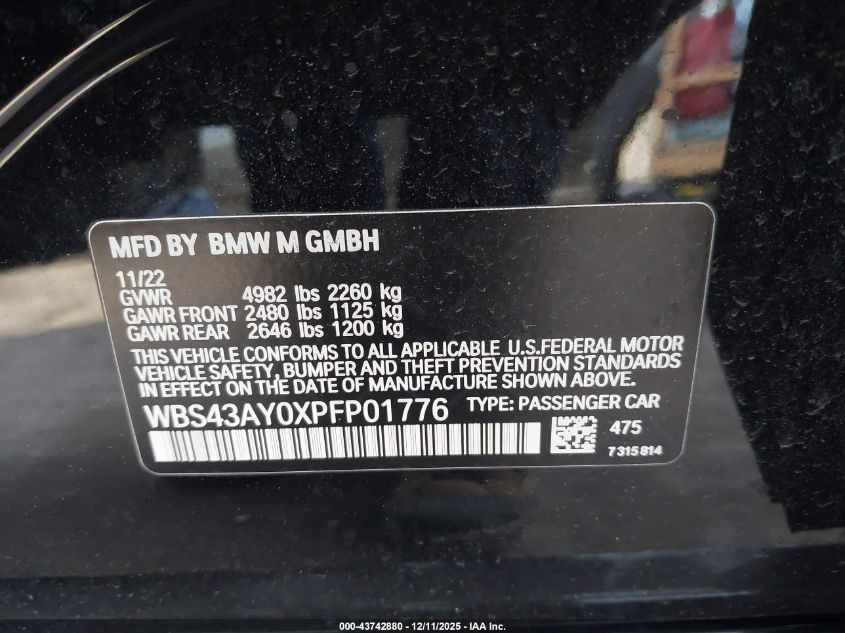 MFD BY BMW M GMBH
11/22
GVWR 4982 lbs 2260 kg
GAWR FRONT 2480 lbs 1125 kg
GAWR REAR 2646 lbs 1200 kg
THIS VEHICLE CONFORMS TO ALL APPLICABLE U.S.FEDERAL MOTOR
VEHICLE SAFETY, BUMPER AND THEFT PREVENTION STANDARDS
IN EFFECT ON THE DATE OF MANUFACTURE SHOWN ABOVE.
WBS43AY0XPFP01776 TYPE: PASSENGER CAR
475
7315814
000-43742880 - 12/11/2025 - IAA Inc.